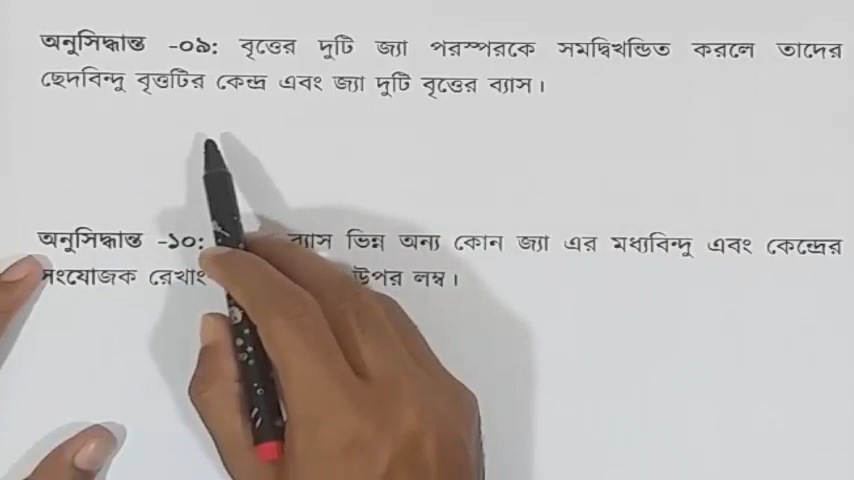 অনুসিদ্ধান্ত -০৯: বৃত্তের দুটি জ্যা পরস্পরকে সমদ্বিখন্ডিত করলে তাদের
ছেদবিন্দু বৃত্তটির কেন্দ্র এবং জ্যা দুটি বৃত্তের ব্যাস।
অনুসিদ্ধান্ত -১০: ব্যাস ভিন্ন অন্য কোন জ্যা এর মধ্যবিন্দু এবং কেন্দ্রের
সংযোজক উপর লম্ব।